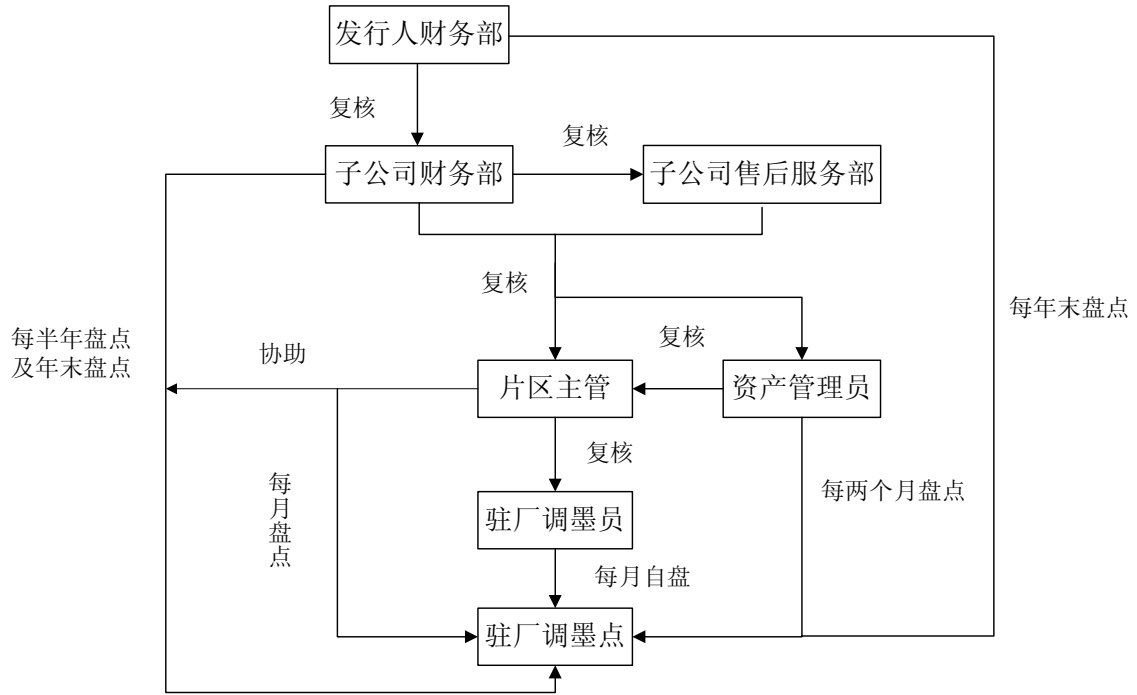 发行人财务部
复核
复核
子公司财务部
子公司售后服务部
复核
每年末盘点
每半年盘点
及年末盘点
协助
复核
片区主管
资产管理员
复核
每月盘点
每两个月盘点
驻厂调墨员
每月自盘
驻厂调墨点